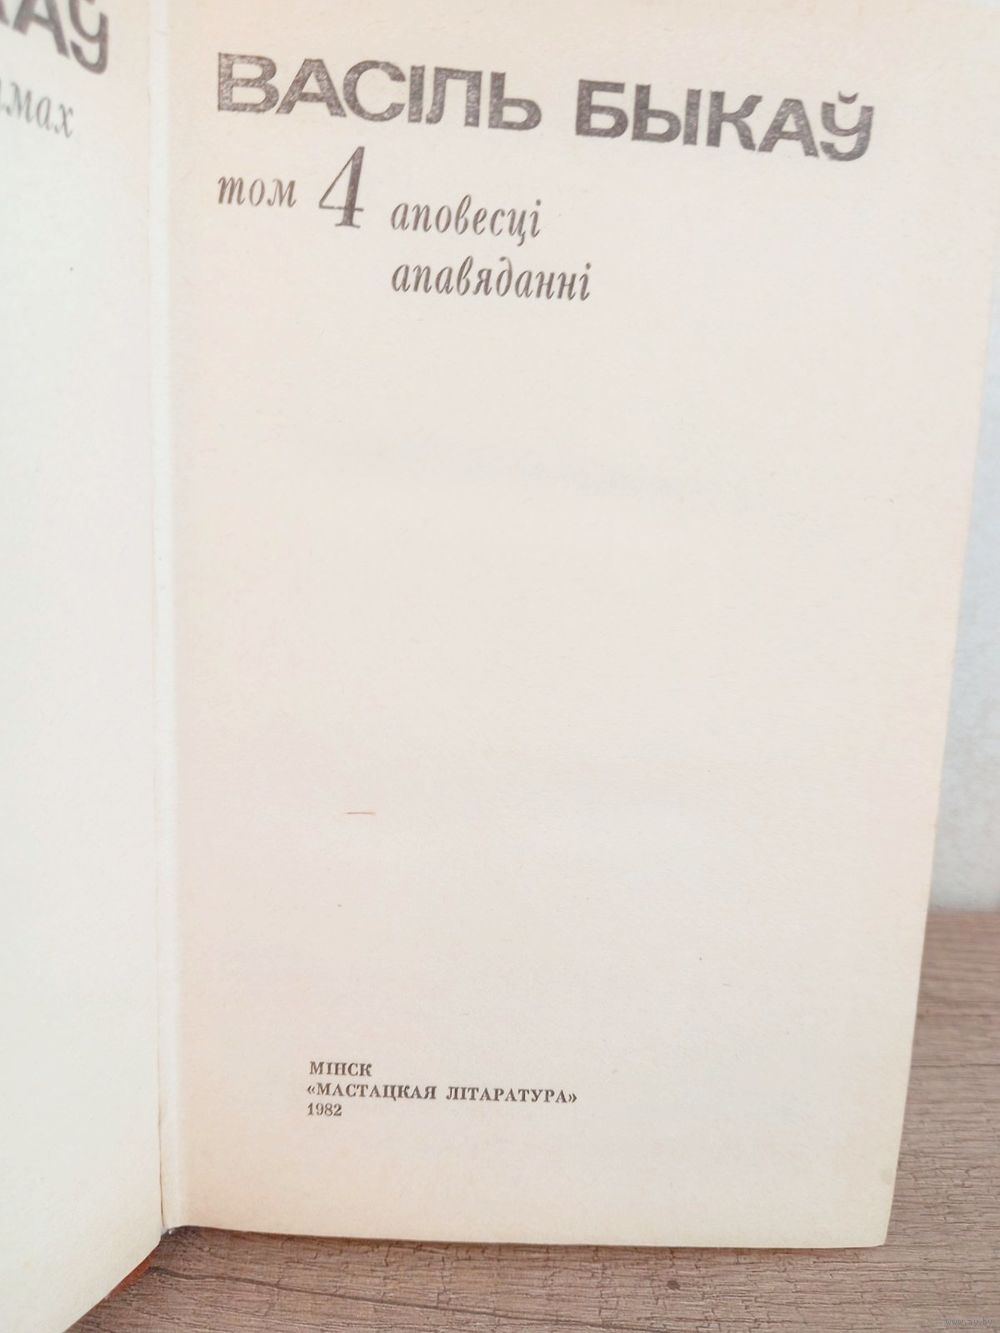 ВАСІЛЬ БЫКАЎ
том 4 аповесці
апавяданні
МІНСК
«МАСТАЦКАЯ ЛІТАРАТУРА»
1982